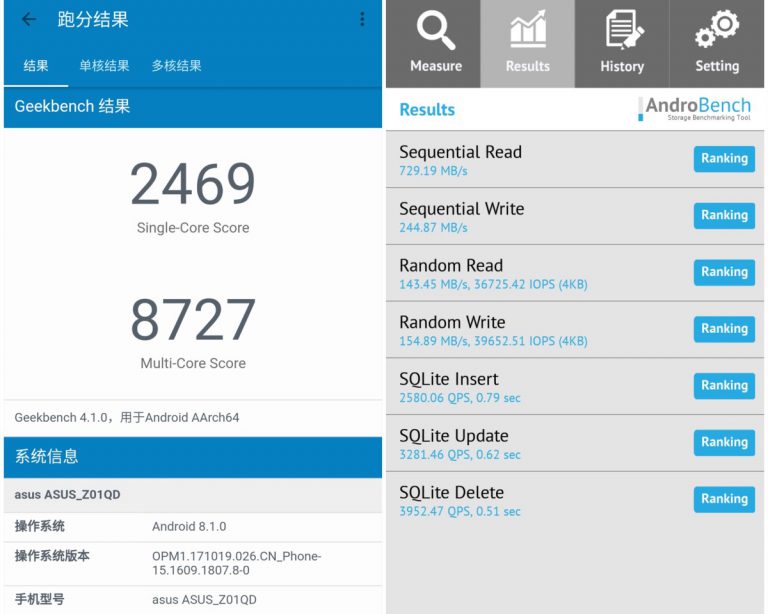 跑分结果
结果 单核结果 多核结果
Geekbench 结果
2469
Single-Core Score
8727
Multi-Core Score
Geekbench 4.1.0，用于Android AArch64
系统信息
asus ASUS_Z01QD
操作系统 Android 8.1.0
操作系统版本 OPM1.171019.026.CN_Phone-
15.1609.1807.8-0
手机型号 asus ASUS_Z01QD
Measure Results History Setting
Results
AndroBench
Storage Benchmarking Tool
Sequential Read
729.19 MB/s
Ranking
Sequential Write
244.87 MB/s
Ranking
Random Read
143.45 MB/s, 36725.42 IOPS (4KB)
Ranking
Random Write
154.89 MB/s, 39652.51 IOPS (4KB)
Ranking
SQLite Insert
2580.06 QPS, 0.79 sec
Ranking
SQLite Update
3281.46 QPS, 0.62 sec
Ranking
SQLite Delete
3952.47 QPS, 0.51 sec
Ranking